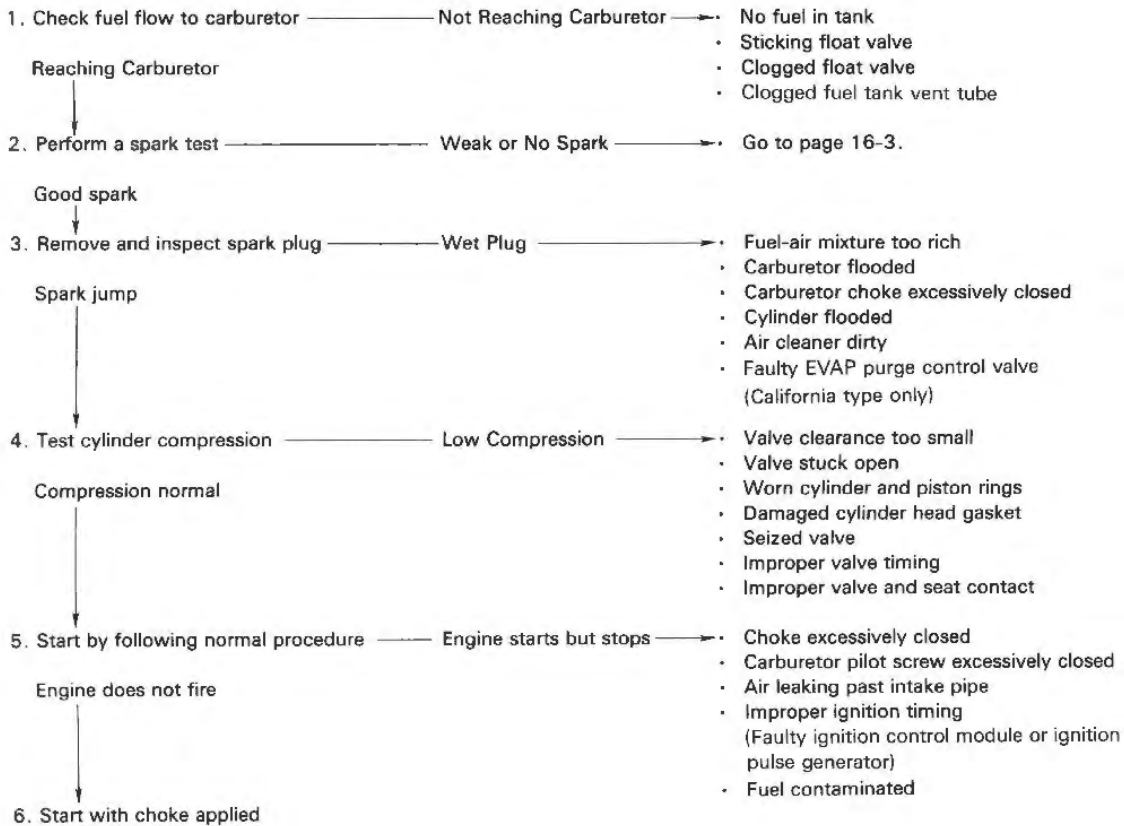 1. Check fuel flow to carburetor Not Reaching Carburetor · No fuel in tank
· Sticking float valve
Reaching Carburetor · Clogged float valve
· Clogged fuel tank vent tube
2. Perform a spark test Weak or No Spark · Go to page 16-3.
Good spark
3. Remove and inspect spark plug Wet Plug · Fuel-air mixture too rich
· Carburetor flooded
Spark jump · Carburetor choke excessively closed
· Cylinder flooded
· Air cleaner dirty
· Faulty EVAP purge control valve
(California type only)
4. Test cylinder compression Low Compression · Valve clearance too small
· Valve stuck open
Compression normal · Worn cylinder and piston rings
· Damaged cylinder head gasket
· Seized valve
· Improper valve timing
· Improper valve and seat contact
5. Start by following normal procedure Engine starts but stops · Choke excessively closed
· Carburetor pilot screw excessively closed
Engine does not fire · Air leaking past intake pipe
· Improper ignition timing
(Faulty ignition control module or ignition
pulse generator)
· Fuel contaminated
6. Start with choke applied